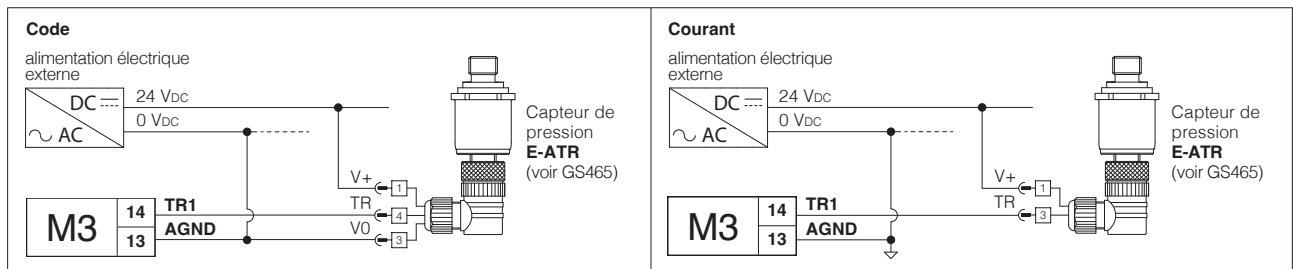 Code
alimentation électrique
externe
DC
AC
24 VDC
0 VDC
V+
1
TR
4
V0
3
M3
14
TR1
13
AGND
Capteur de
pression
E-ATR
(voir GS465)
Courant
alimentation électrique
externe
DC
AC
24 VDC
0 VDC
V+
1
TR
3
M3
14
TR1
13
AGND
Capteur de
pression
E-ATR
(voir GS465)